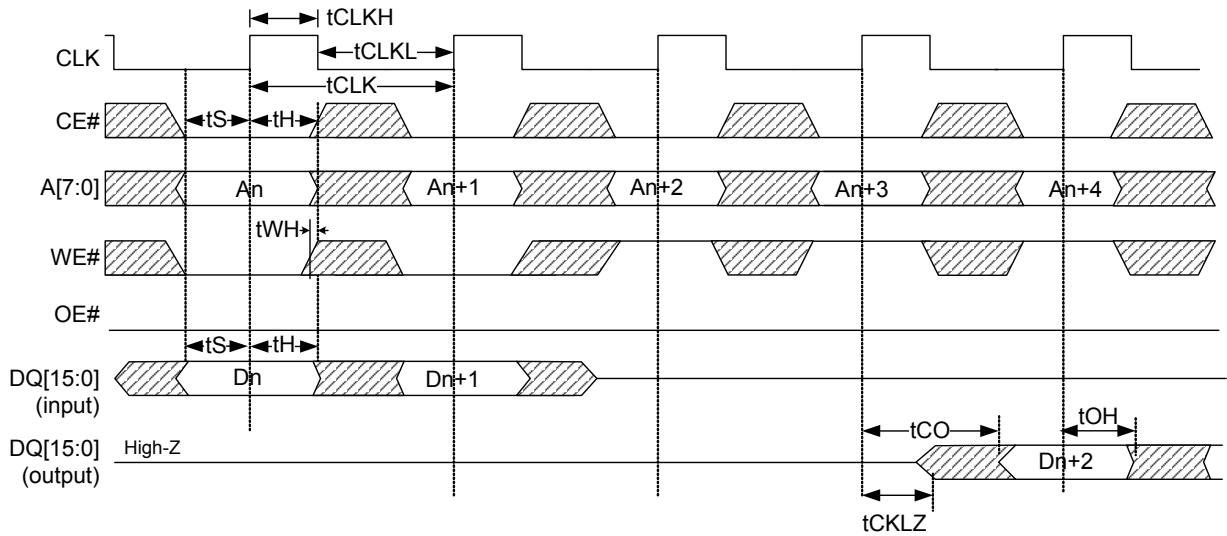 tCLKH
CLK
tCLKL
tCLK
CE#
tS
tH
A[7:0]
An
An+1
An+2
An+3
An+4
tWH
WE#
OE#
tS
tH
DQ[15:0]
(input)
Dn
Dn+1
DQ[15:0]
(output)
High-Z
tCO
tOH
Dn+2
tCKLZ